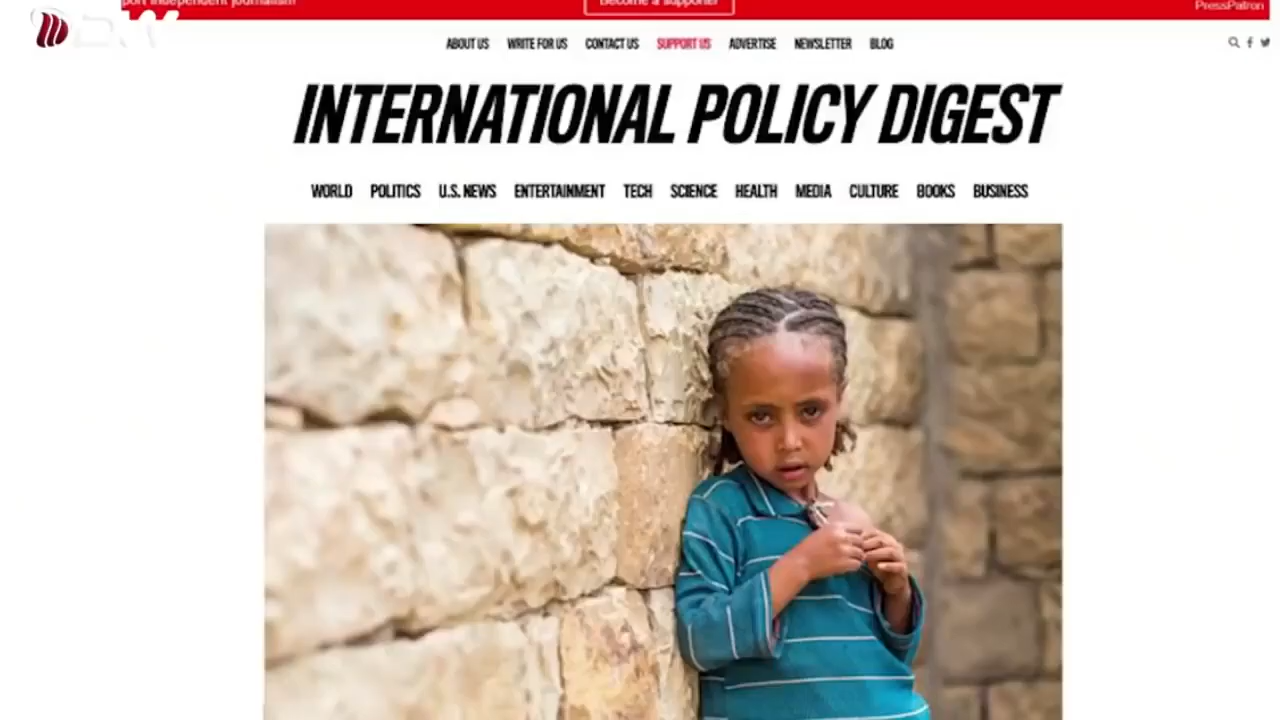 port independent journalism
Become a supporter
PressPatron
ABOUT US WRITE FOR US CONTACT US SUPPORT US ADVERTISE NEWSLETTER BLOG
INTERNATIONAL POLICY DIGEST
WORLD POLITICS U.S. NEWS ENTERTAINMENT TECH SCIENCE HEALTH MEDIA CULTURE BOOKS BUSINESS